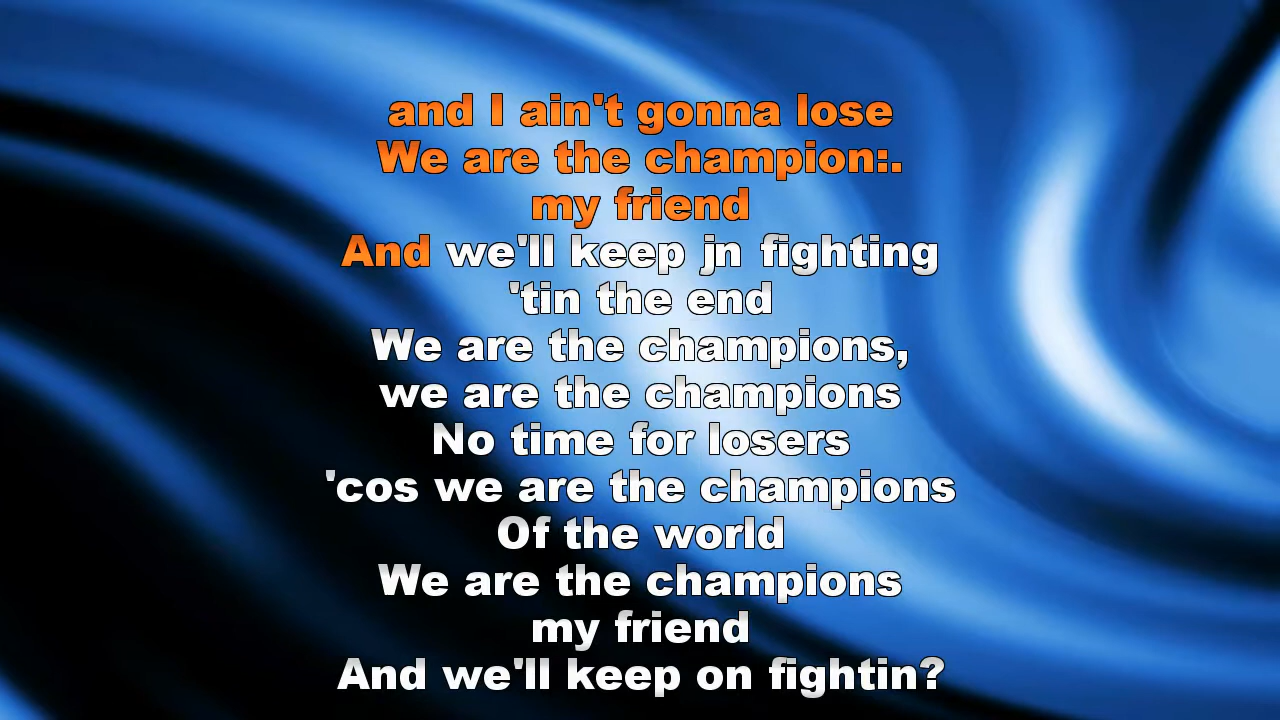 and I ain't gonna lose
We are the champion:.
my friend
And we'll keep jn fighting
'tin the end
We are the champions,
we are the champions
No time for losers
'cos we are the champions
Of the world
We are the champions
my friend
And we'll keep on fightin?